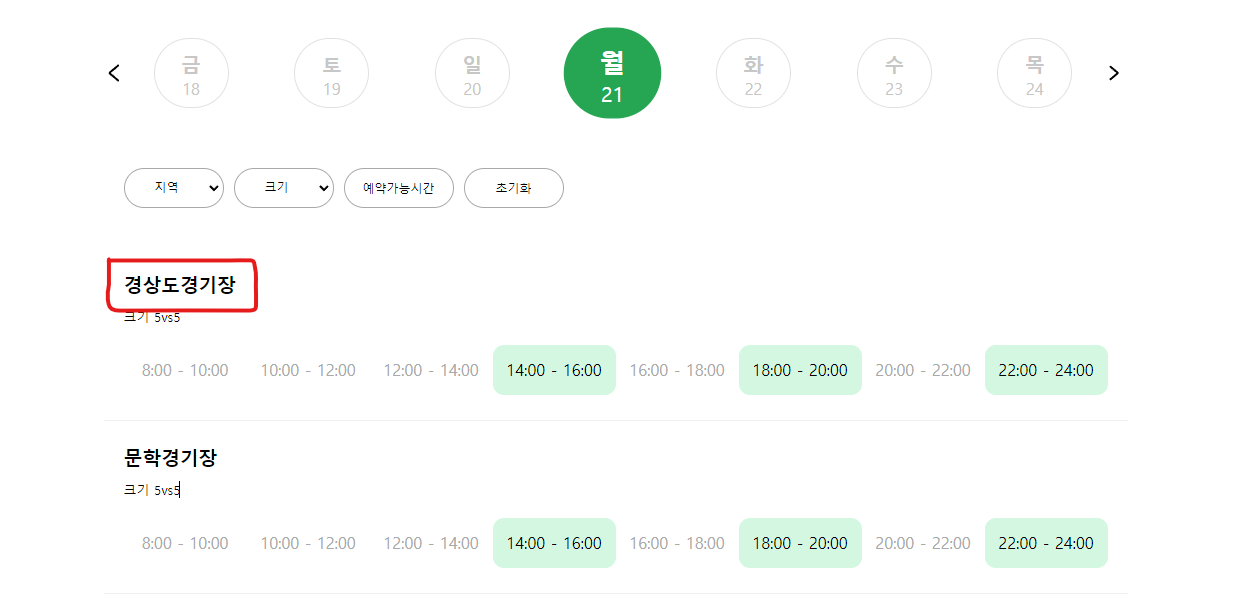 금 토 일 월 화 수 목
18 19 20 21 22 23 24
지역 크기 예약가능시간 초기화
경상도경기장
크기 5vs5
8:00 - 10:00 10:00 - 12:00 12:00 - 14:00 14:00 - 16:00 16:00 - 18:00 18:00 - 20:00 20:00 - 22:00 22:00 - 24:00
문학경기장
크기 5vs5
8:00 - 10:00 10:00 - 12:00 12:00 - 14:00 14:00 - 16:00 16:00 - 18:00 18:00 - 20:00 20:00 - 22:00 22:00 - 24:00